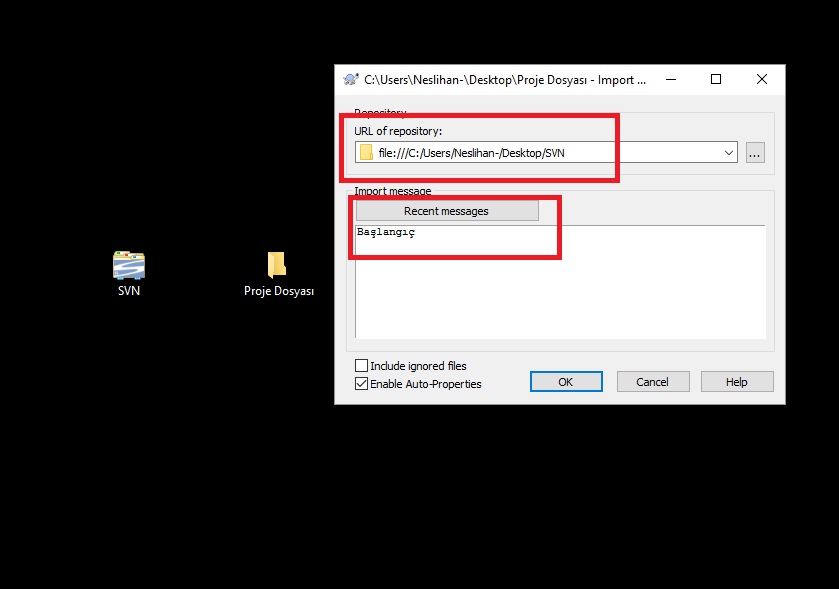 C:\Users\Neslihan-\Desktop\Proje Dosyası - Import ...
Repository
URL of repository:
file:///C:/Users/Neslihan-/Desktop/SVN
...
Import message
Recent messages
Başlangıç
SVN
Proje Dosyası
Include ignored files
Enable Auto-Properties
OK
Cancel
Help